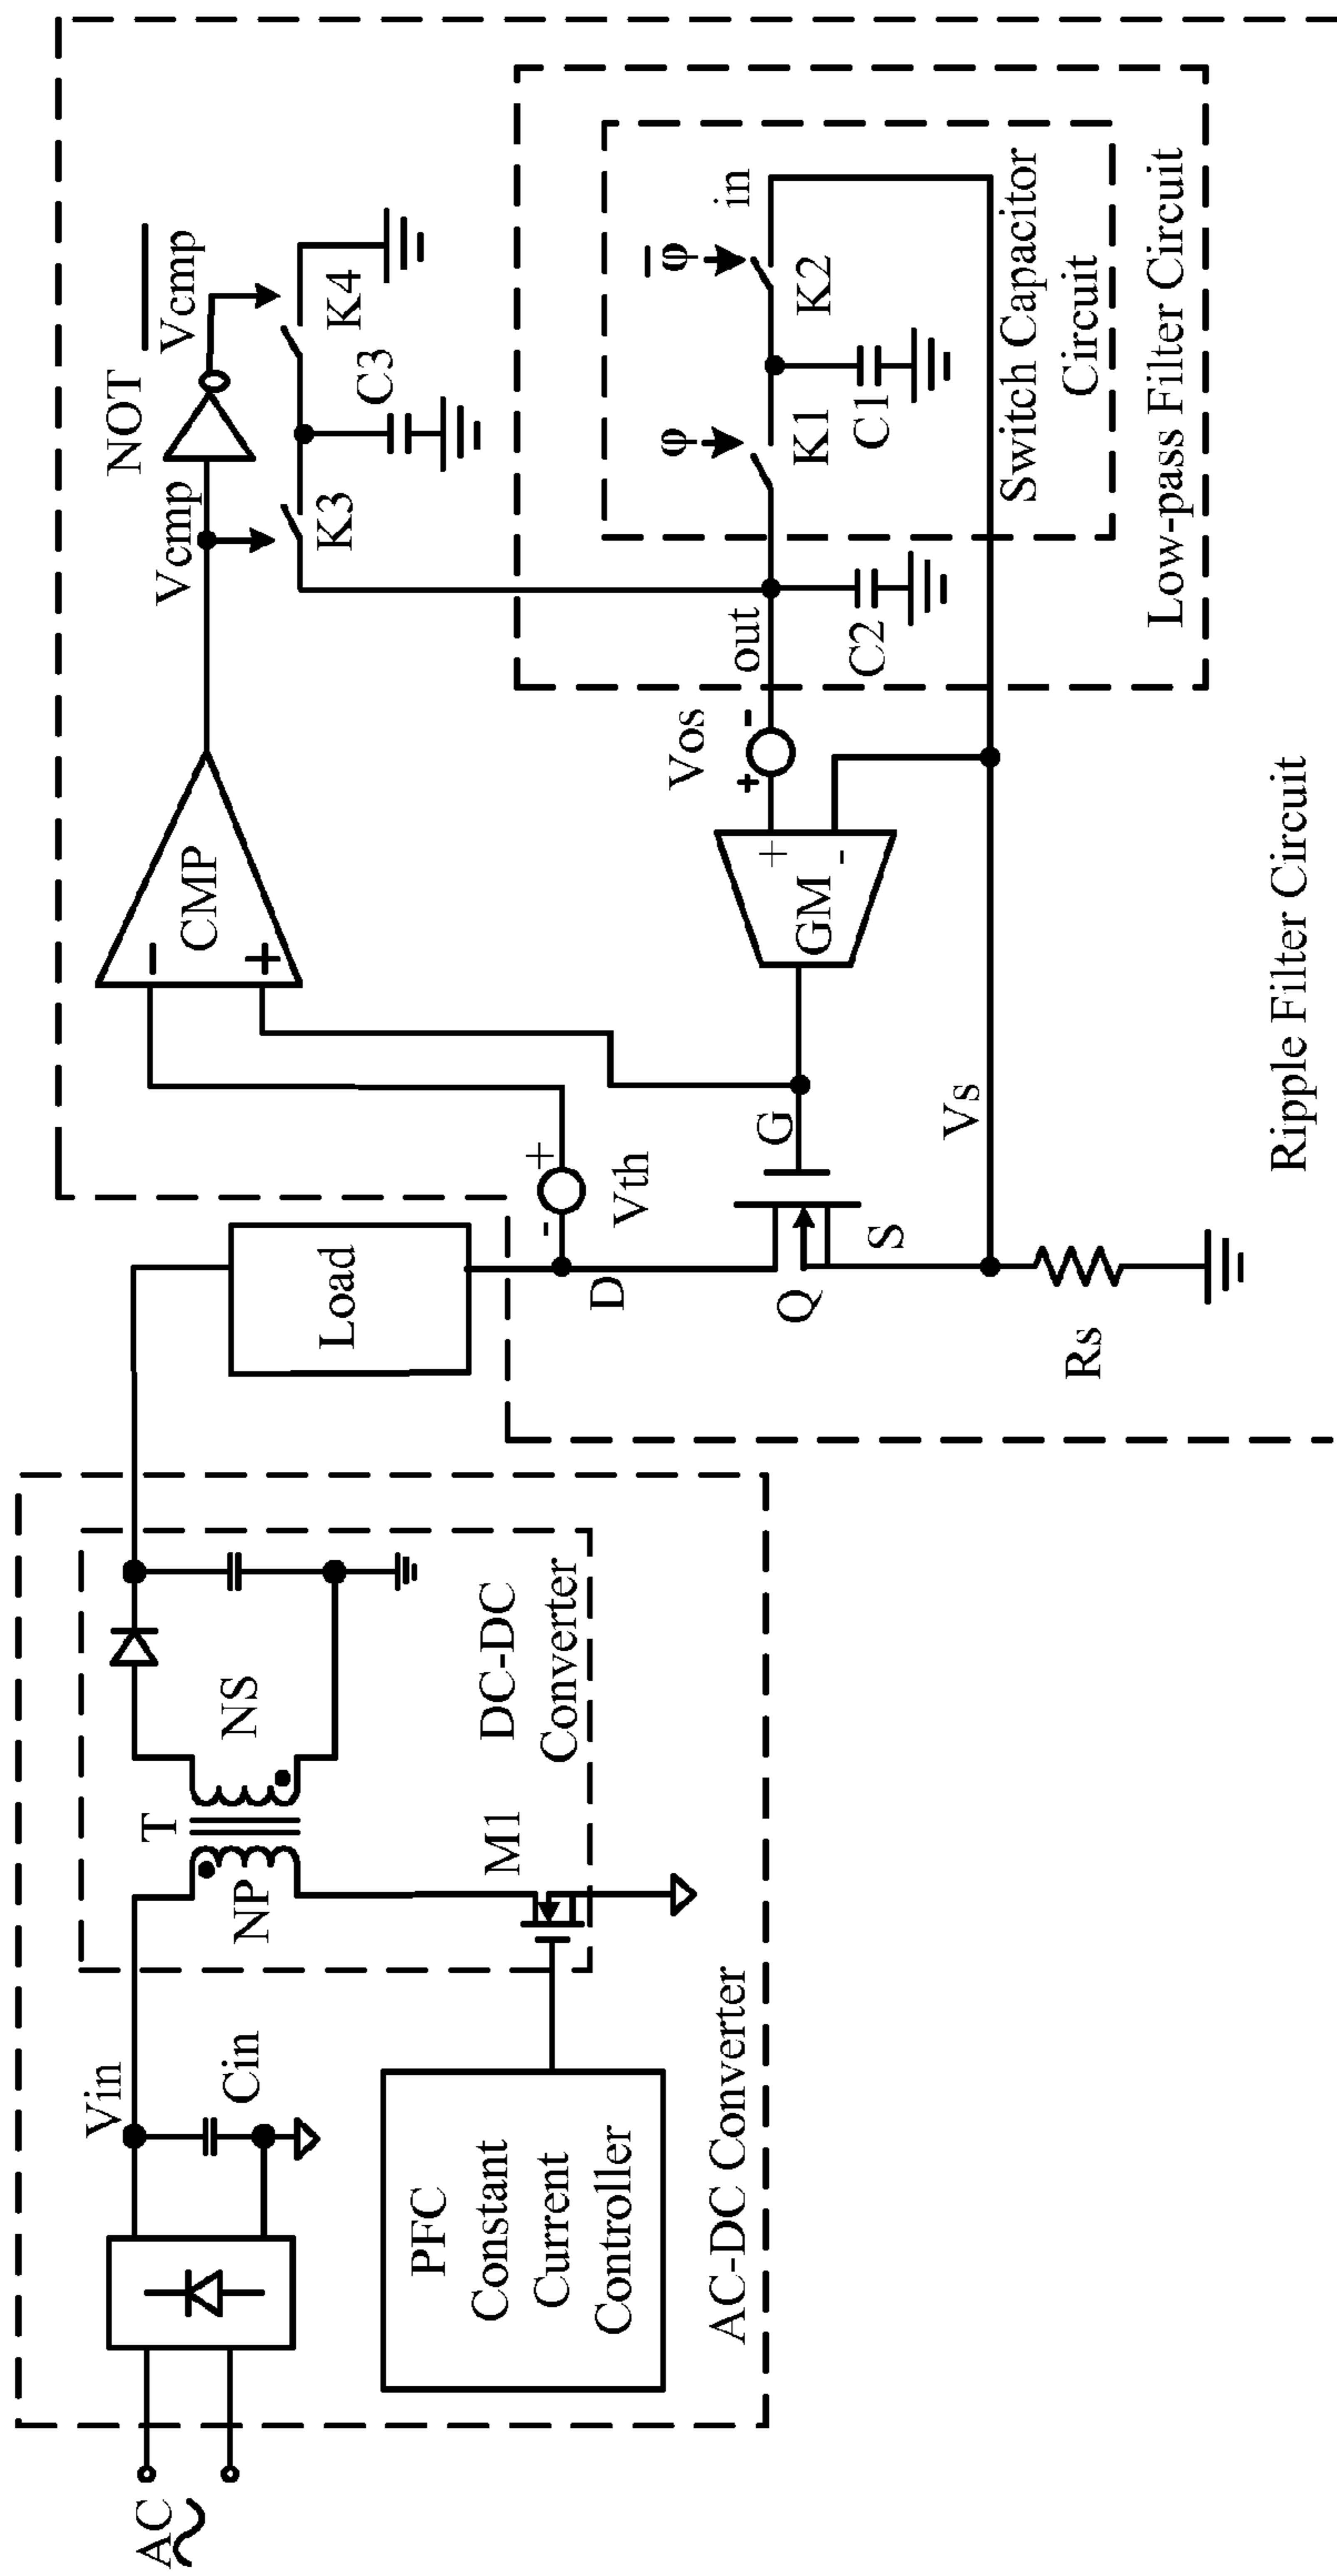 AC
~
Vin
Cin
PFC
Constant
Current
Controller
AC-DC Converter
T
NP
NS
M1
DC-DC
Converter
Load
D
-
+
Vth
G
Q
S
Rs
Vs
-
+
CMP
Vcmp
NOT
V̅c̅m̅p̅
K3
C3
K4
+
-
GM
Vos
+
-
out
C2
φ
K1
C1
φ̅
K2
in
Switch Capacitor
Circuit
Low-pass Filter Circuit
Ripple Filter Circuit